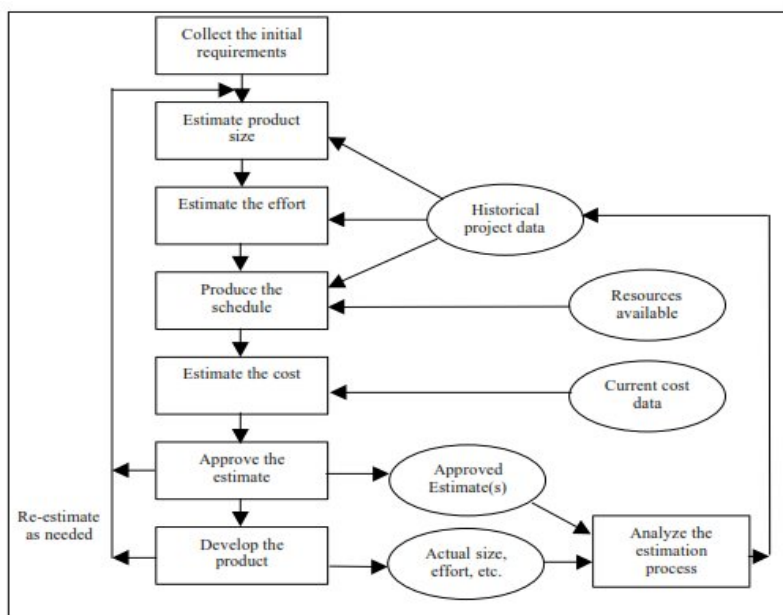 Collect the initial
requirements
Estimate product
size
Estimate the effort
Historical
project data
Produce the
schedule
Resources
available
Estimate the cost
Current cost
data
Approve the
estimate
Approved
Estimate(s)
Re-estimate
as needed
Develop the
product
Actual size,
effort, etc.
Analyze the
estimation
process